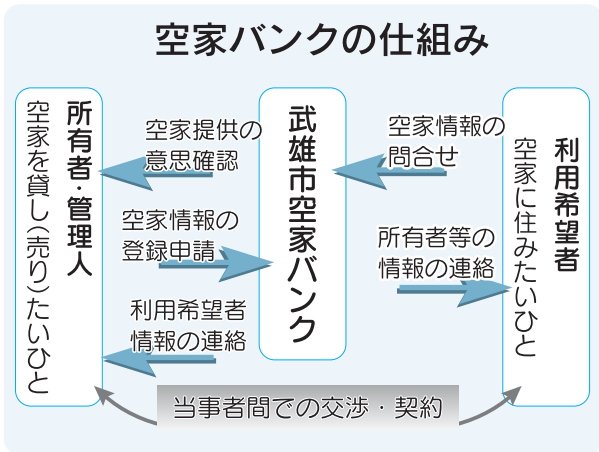 空家バンクの仕組み
所有者・管理人
空家を貸し(売り)たいひと
空家提供の
意思確認
空家情報の
登録申請
利用希望者
情報の連絡
武雄市空家バンク
空家情報の
問合せ
所有者等の
情報の連絡
利用希望者
空家に住みたいひと
当事者間での交渉・契約